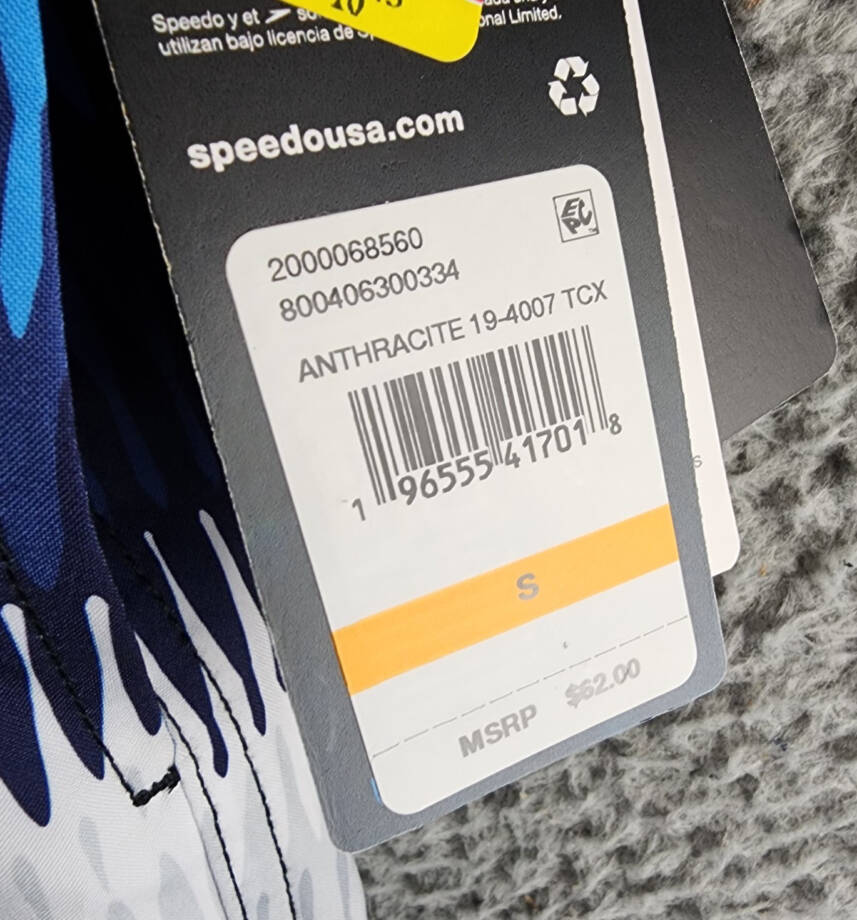 Speedo y et
utilizan bajo licencia de
onal Limited.
speedousa.com
EPC
2000068560
800406300334
ANTHRACITE 19-4007 TCX
1 96555 41701 8
S
MSRP $62.00
s